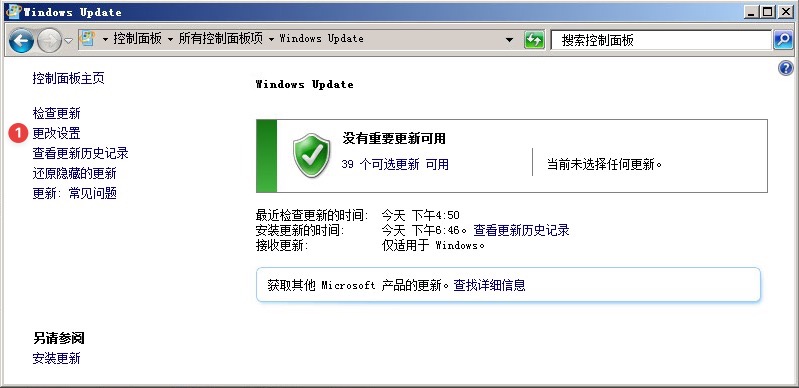 Windows Update
控制面板 所有控制面板项 Windows Update
搜索控制面板
控制面板主页
检查更新
1 更改设置
查看更新历史记录
还原隐藏的更新
更新: 常见问题
Windows Update
没有重要更新可用
39 个可选更新 可用
当前未选择任何更新。
最近检查更新的时间: 今天 下午4:50
安装更新的时间: 今天 下午6:46。查看更新历史记录
接收更新: 仅适用于 Windows。
获取其他 Microsoft 产品的更新。查找详细信息
另请参阅
安装更新